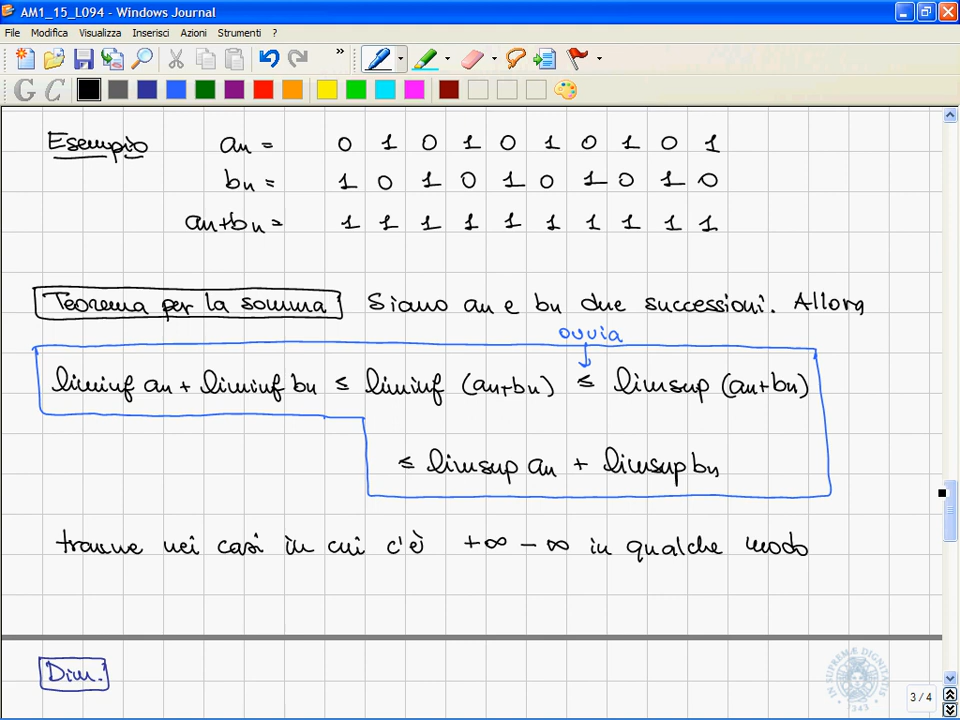 AM1_15_L094 - Windows Journal
File Modifica Visualizza Inserisci Azioni Strumenti ?
»
G C
Esempio an = 0 1 0 1 0 1 0 1 0 1
bn = 1 0 1 0 1 0 1 0 1 0
an+bn = 1 1 1 1 1 1 1 1 1 1
Teorema per la somma Siano an e bn due successioni. Allora
ovvia
liminf an + liminf bn ≤ liminf (an+bn) ≤ limsup (an+bn)
≤ limsup an + limsup bn
tranne nei casi in cui c'è +∞ - ∞ in qualche modo
Dim.
IN SUPREMÆ DIGNITATIS
1343
3 / 4